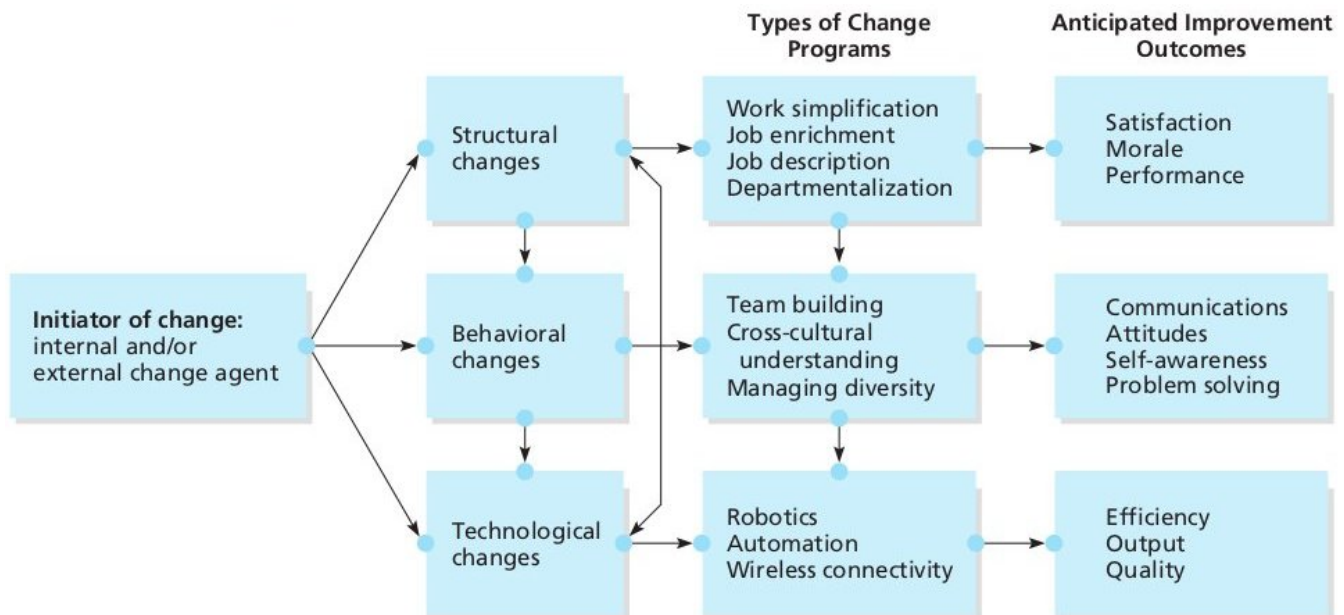 Types of Change
Programs
Anticipated Improvement
Outcomes
Structural
changes
Work simplification
Job enrichment
Job description
Departmentalization
Satisfaction
Morale
Performance
Initiator of change:
internal and/or
external change agent
Behavioral
changes
Team building
Cross-cultural
understanding
Managing diversity
Communications
Attitudes
Self-awareness
Problem solving
Technological
changes
Robotics
Automation
Wireless connectivity
Efficiency
Output
Quality